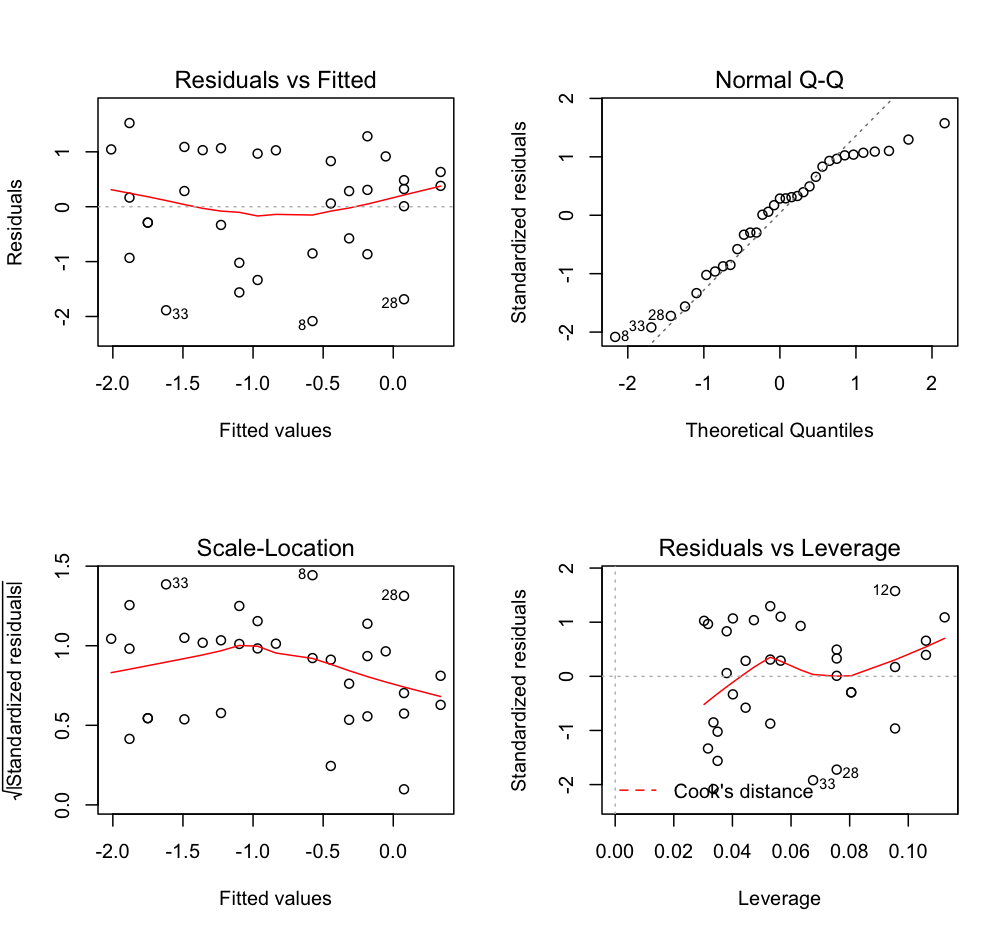 Residuals vs Fitted
Residuals
1
0
-1
-2
33
8
28
-2.0 -1.5 -1.0 -0.5 0.0
Fitted values
Normal Q-Q
Standardized residuals
2
1
0
-1
-2
8
33
28
-2 -1 0 1 2
Theoretical Quantiles
Scale-Location
√|Standardized residuals|
1.5
1.0
0.5
0.0
33
8
28
-2.0 -1.5 -1.0 -0.5 0.0
Fitted values
Residuals vs Leverage
Standardized residuals
2
1
0
-1
-2
12
28
33
Cook's distance
0.00 0.02 0.04 0.06 0.08 0.10
Leverage